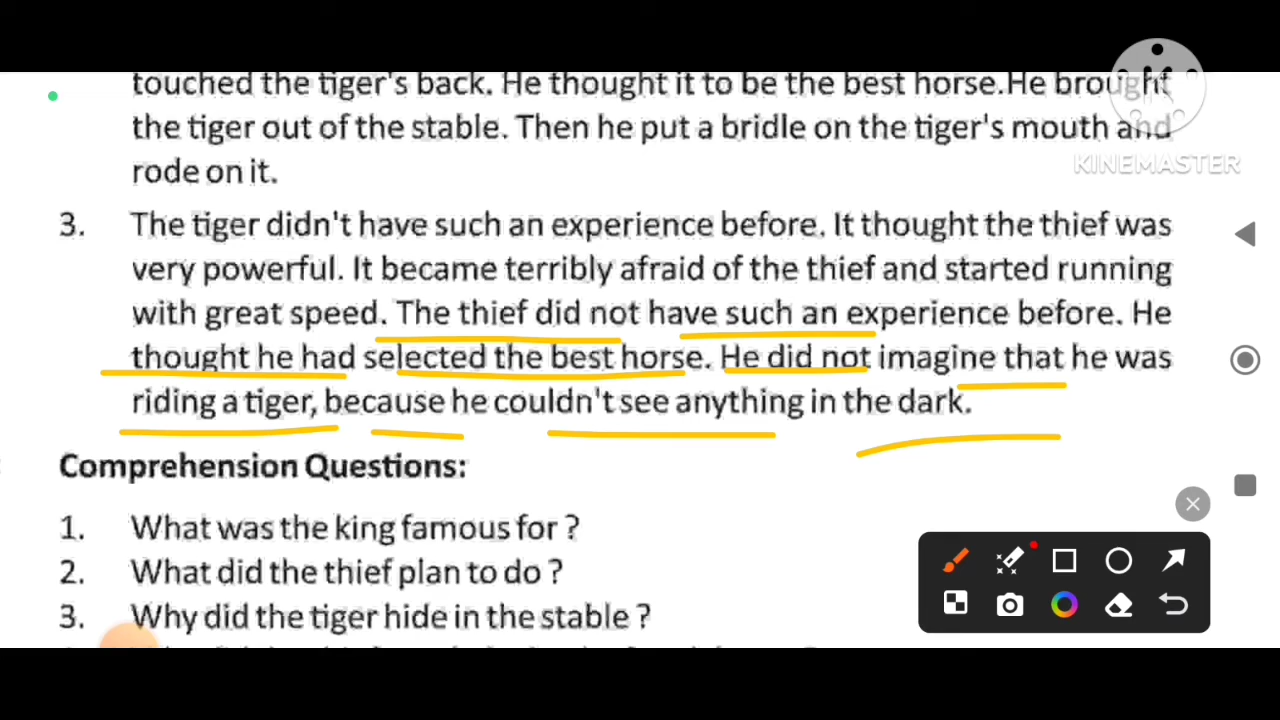 touched the tiger's back. He thought it to be the best horse.He brought
the tiger out of the stable. Then he put a bridle on the tiger's mouth and
KINEMASTER
rode on it.
3. The tiger didn't have such an experience before. It thought the thief was
very powerful. It became terribly afraid of the thief and started running
with great speed. The thief did not have such an experience before. He
thought he had selected the best horse. He did not imagine that he was
riding a tiger, because he couldn't see anything in the dark.
Comprehension Questions:
1. What was the king famous for ?
2. What did the thief plan to do ?
3. Why did the tiger hide in the stable ?